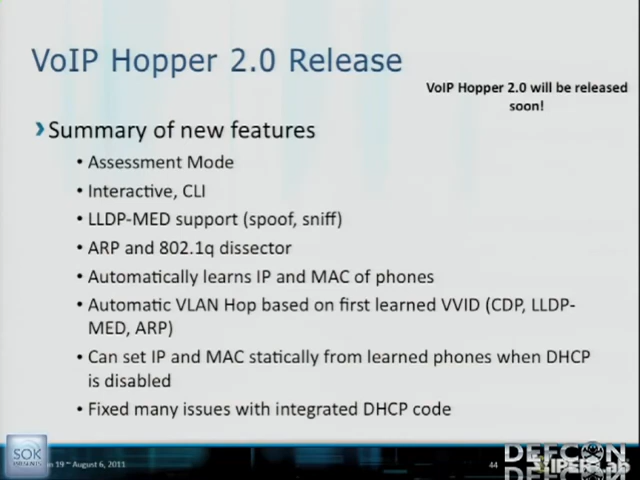 VoIP Hopper 2.0 Release
VoIP Hopper 2.0 will be released
soon!
Summary of new features
• Assessment Mode
• Interactive, CLI
• LLDP-MED support (spoof, sniff)
• ARP and 802.1q dissector
• Automatically learns IP and MAC of phones
• Automatic VLAN Hop based on first learned VVID (CDP, LLDP-
MED, ARP)
• Can set IP and MAC statically from learned phones when DHCP
is disabled
• Fixed many issues with integrated DHCP code
SOK
PRESENTS
19 ~ August 6, 2011
44
DEFCON
VIPER Lab